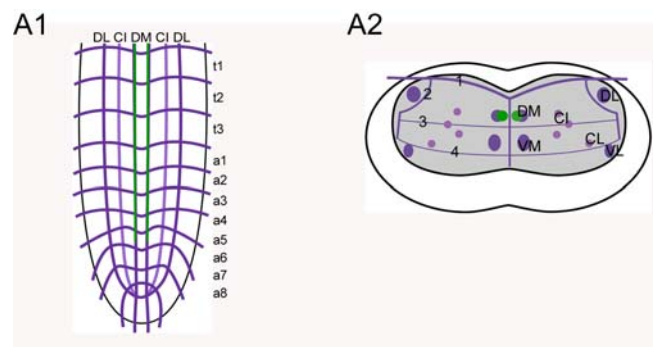 A1
DL CI DM CI DL
t1
t2
t3
a1
a2
a3
a4
a5
a6
a7
a8
A2
1
2 DL
DM
3 CI
CL
4 VM VL